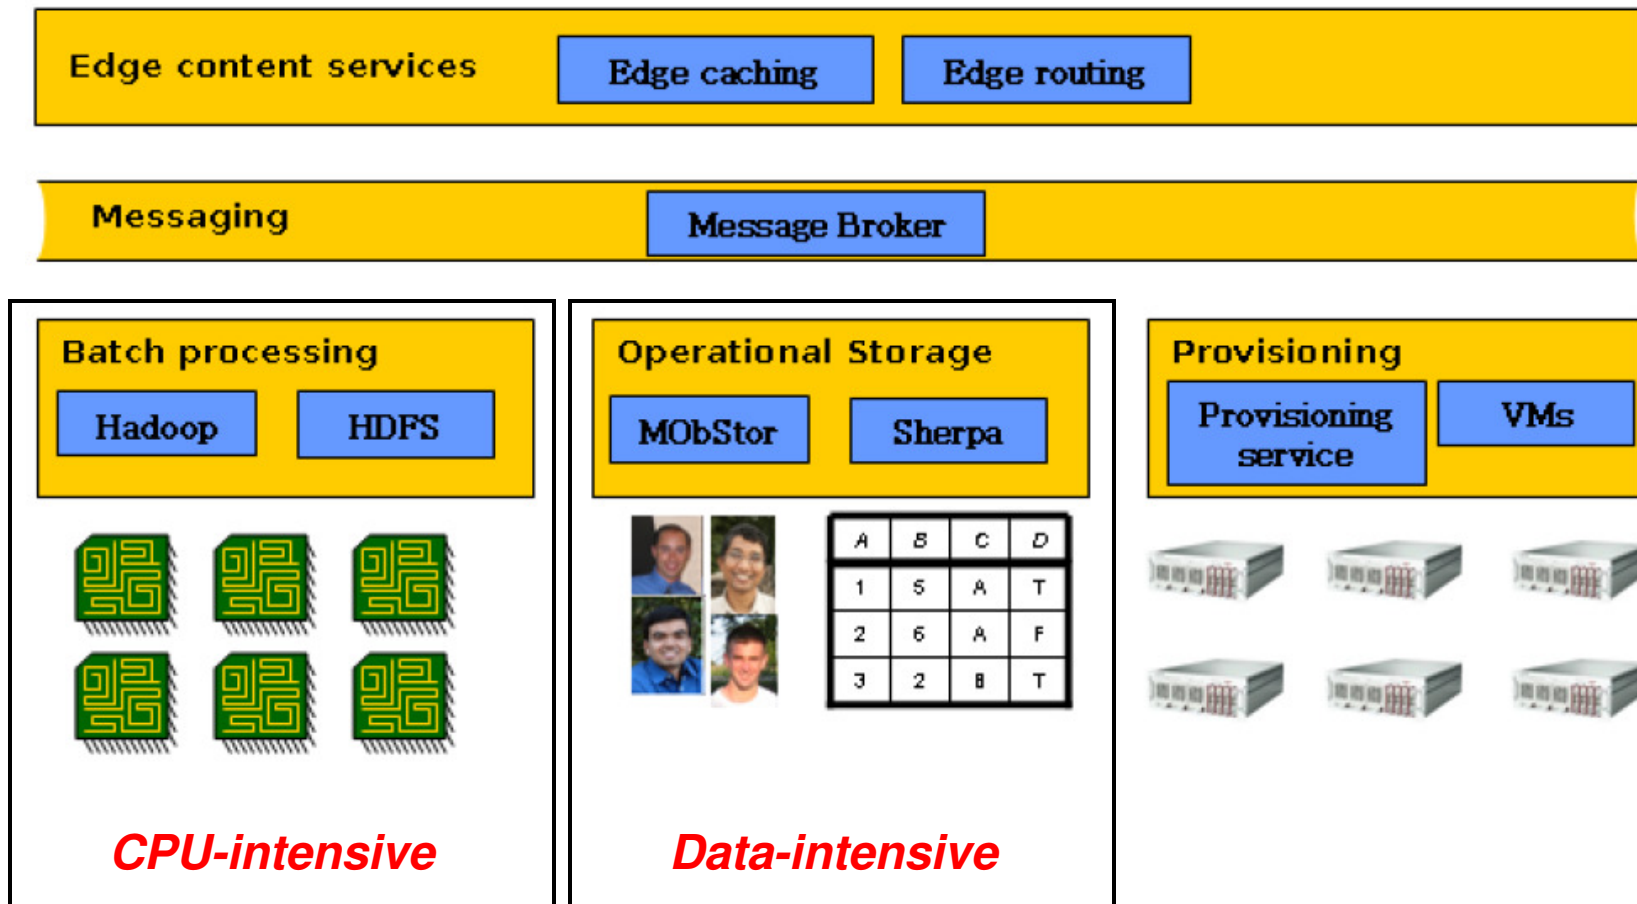 Edge content services
Edge caching
Edge routing
Messaging
Message Broker
Batch processing
Hadoop
HDFS
Operational Storage
MObStor
Sherpa
Provisioning
Provisioning
service
VMs
A B C D
1 5 A T
2 6 A F
3 2 B T
CPU-intensive
Data-intensive